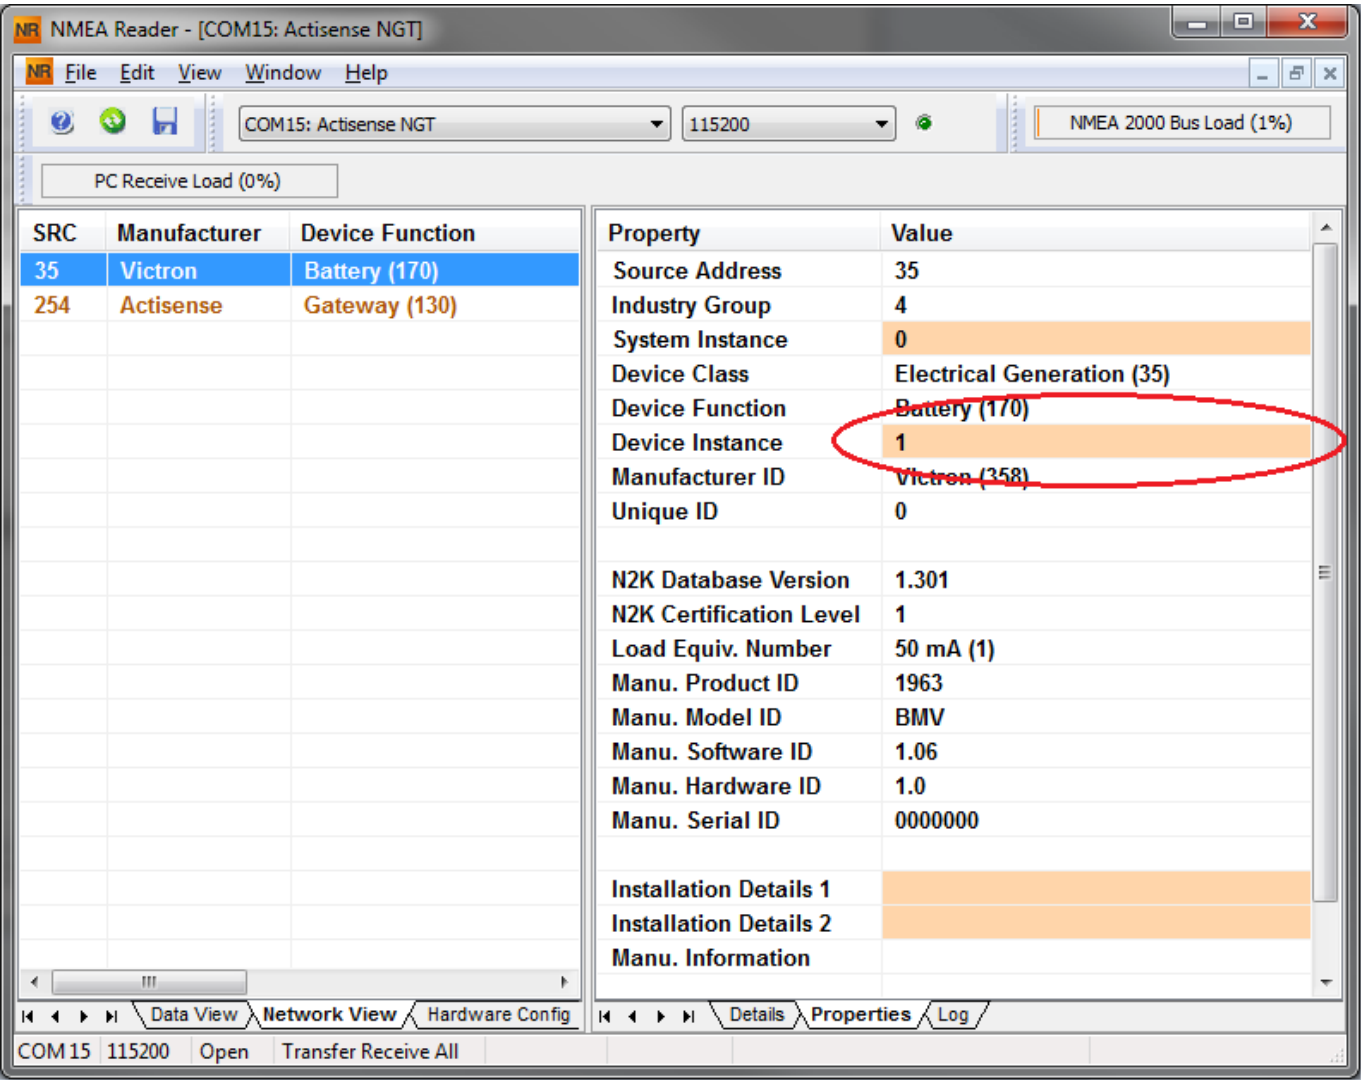 NR NMEA Reader - [COM15: Actisense NGT]
NR File Edit View Window Help
COM15: Actisense NGT 115200 NMEA 2000 Bus Load (1%)
PC Receive Load (0%)
SRC Manufacturer Device Function
35 Victron Battery (170)
254 Actisense Gateway (130)
Property Value
Source Address 35
Industry Group 4
System Instance 0
Device Class Electrical Generation (35)
Device Function Battery (170)
Device Instance 1
Manufacturer ID Victron (358)
Unique ID 0
N2K Database Version 1.301
N2K Certification Level 1
Load Equiv. Number 50 mA (1)
Manu. Product ID 1963
Manu. Model ID BMV
Manu. Software ID 1.06
Manu. Hardware ID 1.0
Manu. Serial ID 0000000
Installation Details 1
Installation Details 2
Manu. Information
Data View Network View Hardware Config
Details Properties Log
COM 15 115200 Open Transfer Receive All